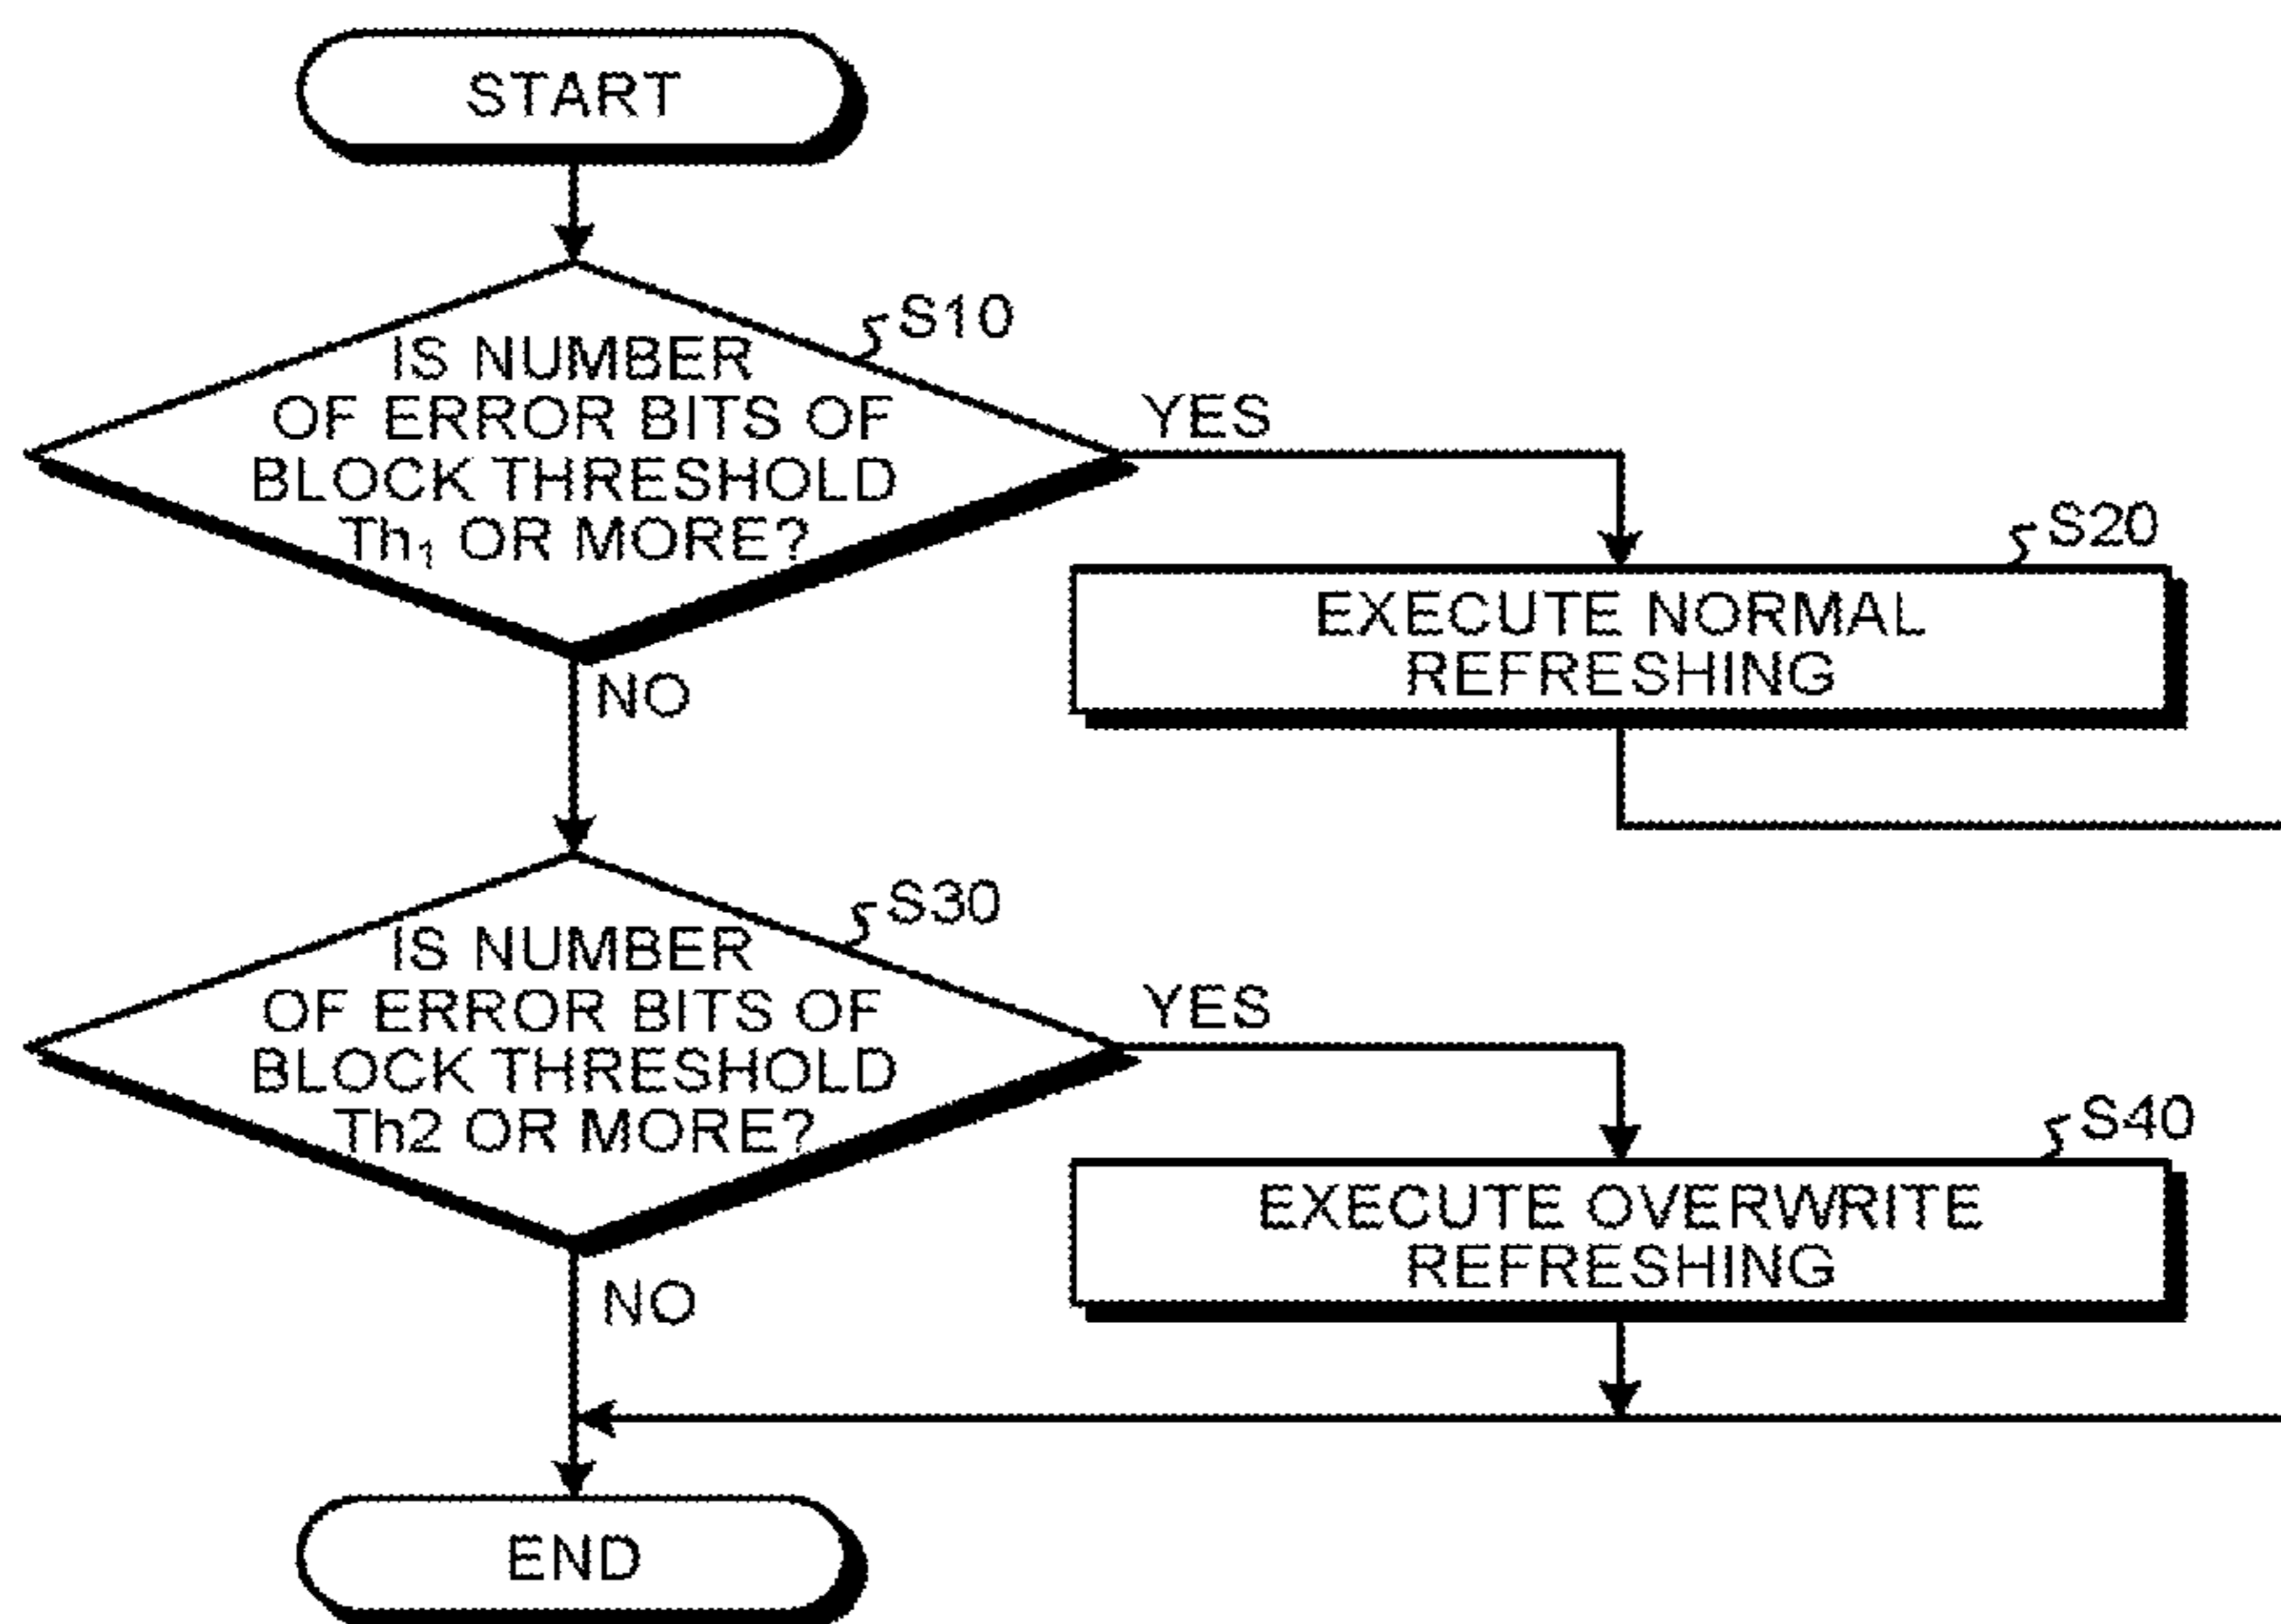 START
S10
IS NUMBER
OF ERROR BITS OF
BLOCK THRESHOLD
Th₁ OR MORE?
YES
NO
S20
EXECUTE NORMAL
REFRESHING
S30
IS NUMBER
OF ERROR BITS OF
BLOCK THRESHOLD
Th2 OR MORE?
YES
NO
S40
EXECUTE OVERWRITE
REFRESHING
END